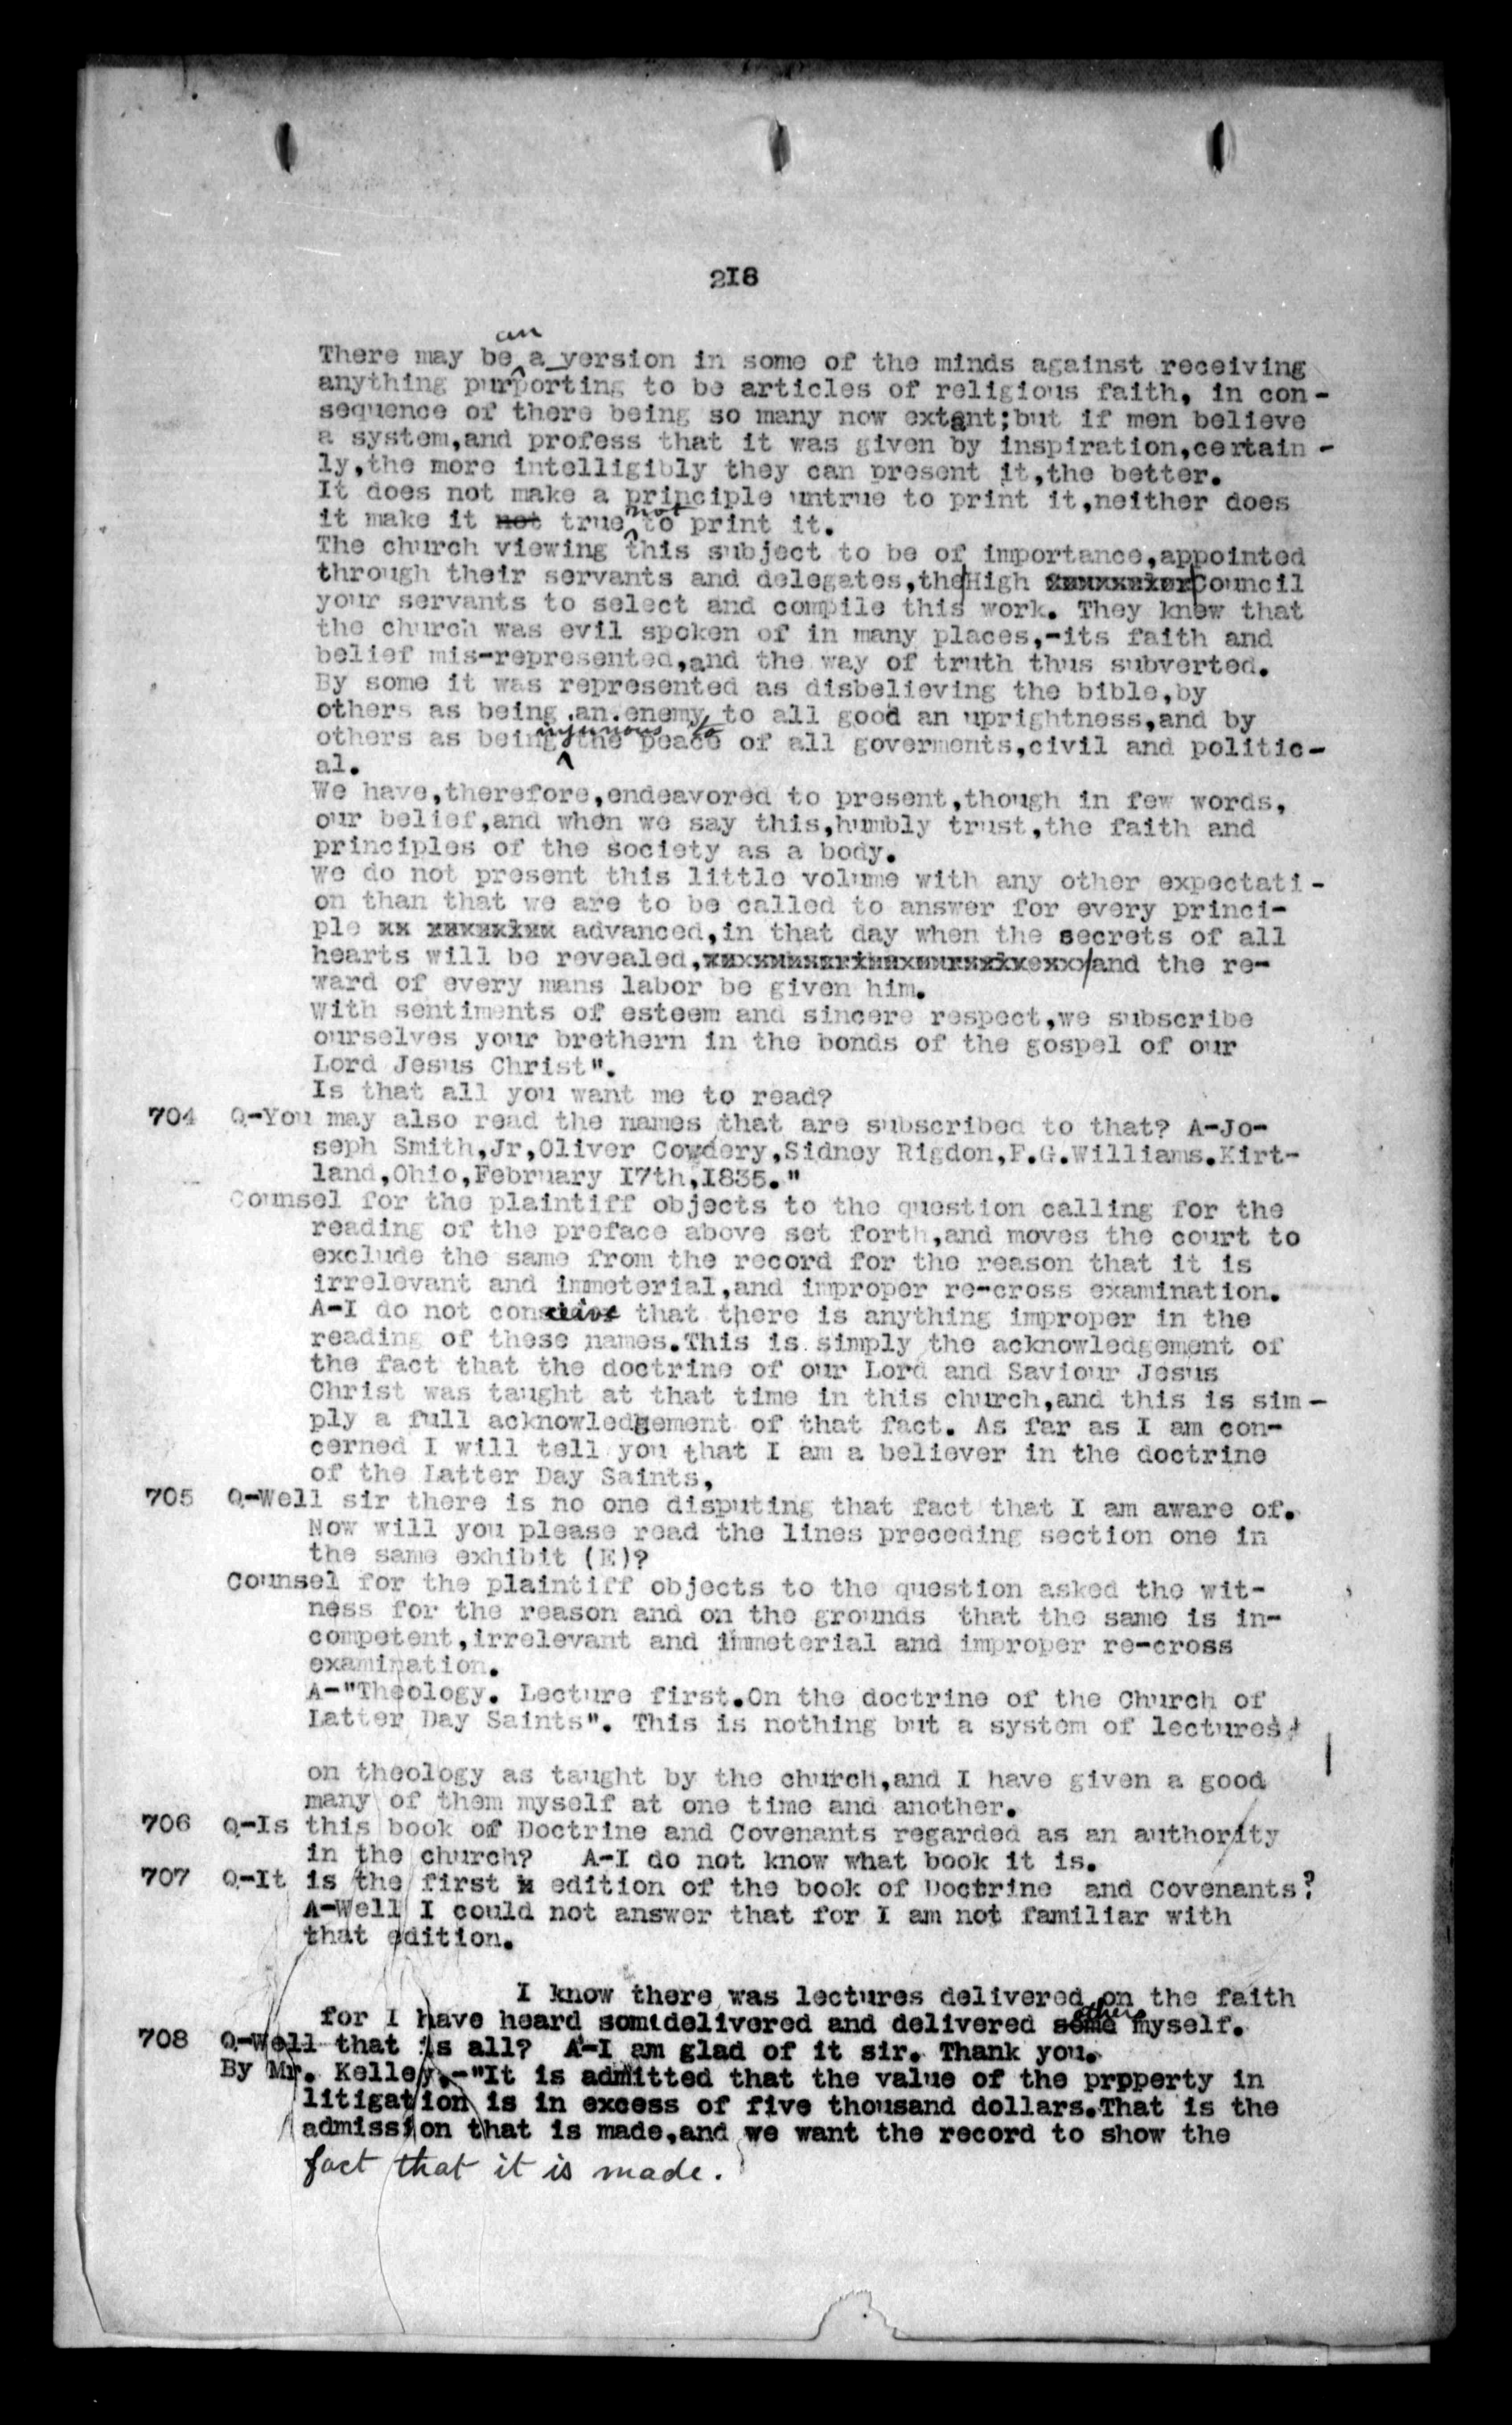 218
There may be an a version in some of the minds against receiving
anything purporting to be articles of religious faith, in con-
sequence of there being so many now extant;but if men believe
a system,and profess that it was given by inspiration,certain-
ly,the more intelligibly they can present it,the better.
It does not make a principle untrue to print it,neither does
it make it not true not to print it.
The church viewing this subject to be of importance,appointed
through their servants and delegates,the High Council
your servants to select and compile this work. They knew that
the church was evil spoken of in many places,-its faith and
belief mis-represented,and the way of truth thus subverted.
By some it was represented as disbelieving the bible,by
others as being an enemy to all good an uprightness,and by
others as being injurious to the peace of all goverments,civil and politic-
al.
We have,therefore,endeavored to present,though in few words,
our belief,and when we say this,humbly trust,the faith and
principles of the society as a body.
We do not present this little volume with any other expectati-
on than that we are to be called to answer for every princi-
ple advanced,in that day when the secrets of all
hearts will be revealed,and the re-
ward of every mans labor be given him.
With sentiments of esteem and sincere respect,we subscribe
ourselves your brethern in the bonds of the gospel of our
Lord Jesus Christ".
Is that all you want me to read?
704 Q-You may also read the names that are subscribed to that? A-Jo-
seph Smith,Jr,Oliver Cowdery,Sidney Rigdon,F.G.Williams.Kirt-
land,Ohio,February 17th,1835."
Counsel for the plaintiff objects to the question calling for the
reading of the preface above set forth,and moves the court to
exclude the same from the record for the reason that it is
irrelevant and immeterial,and improper re-cross examination.
A-I do not that there is anything improper in the
reading of these names.This is simply the acknowledgement of
the fact that the doctrine of our Lord and Saviour Jesus
Christ was taught at that time in this church,and this is sim-
ply a full acknowledgement of that fact. As far as I am con-
cerned I will tell you that I am a believer in the doctrine
of the Latter Day Saints,
705 Q-Well sir there is no one disputing that fact that I am aware of.
Now will you please read the lines preceding section one in
the same exhibit (E)?
Counsel for the plaintiff objects to the question asked the wit-
ness for the reason and on the grounds that the same is in-
competent,irrelevant and immeterial and improper re-cross
examination.
A-"Theology. Lecture first.On the doctrine of the Church of
Latter Day Saints". This is nothing but a system of lectures
on theology as taught by the church,and I have given a good
many of them myself at one time and another.
706 Q-Is this book of Doctrine and Covenants regarded as an authority
in the church? A-I do not know what book it is.
707 Q-It is the first edition of the book of Doctrine and Covenants?
A-Well I could not answer that for I am not familiar with
that edition.
I know there was lectures delivered on the faith
for I have heard some delivered and delivered some others myself.
708 Q-Well that is all? A-I am glad of it sir. Thank you.
By Mr. Kelley.-"It is admitted that the value of the prpperty in
litigation is in excess of five thousand dollars.That is the
admission that is made,and we want the record to show the
fact that it is made.